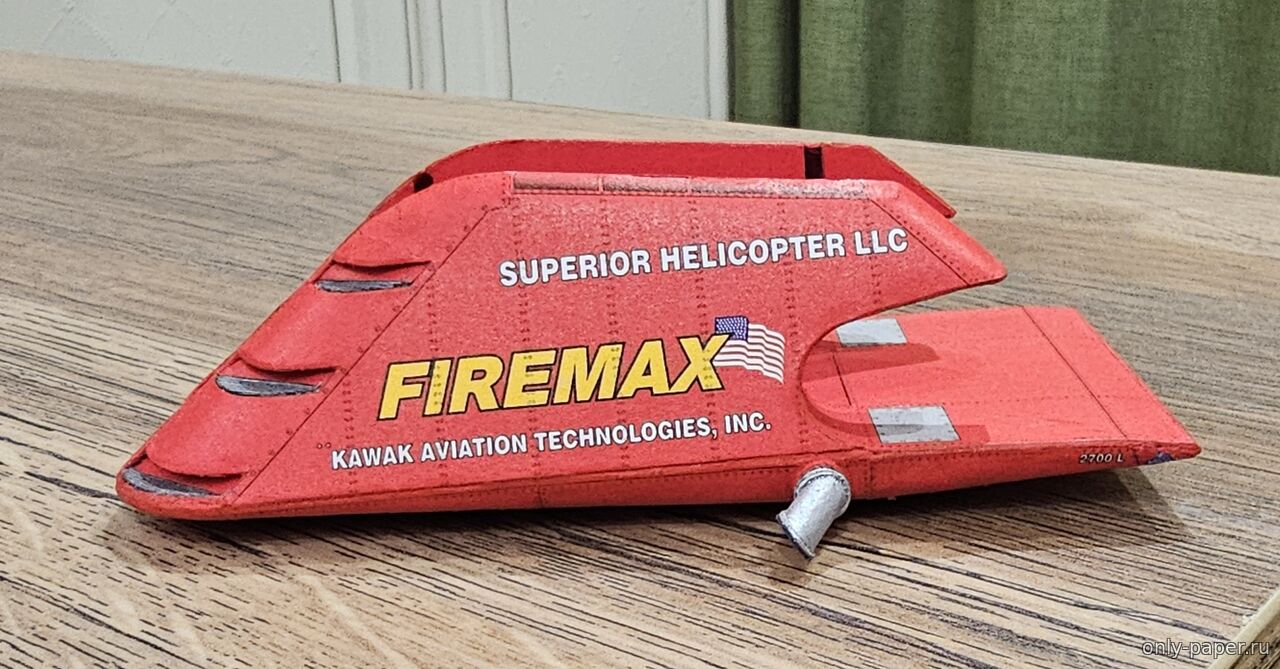 SUPERIOR HELICOPTER LLC
FIREMAX
KAWAK AVIATION TECHNOLOGIES, INC.
2700 L
only-paper.ru